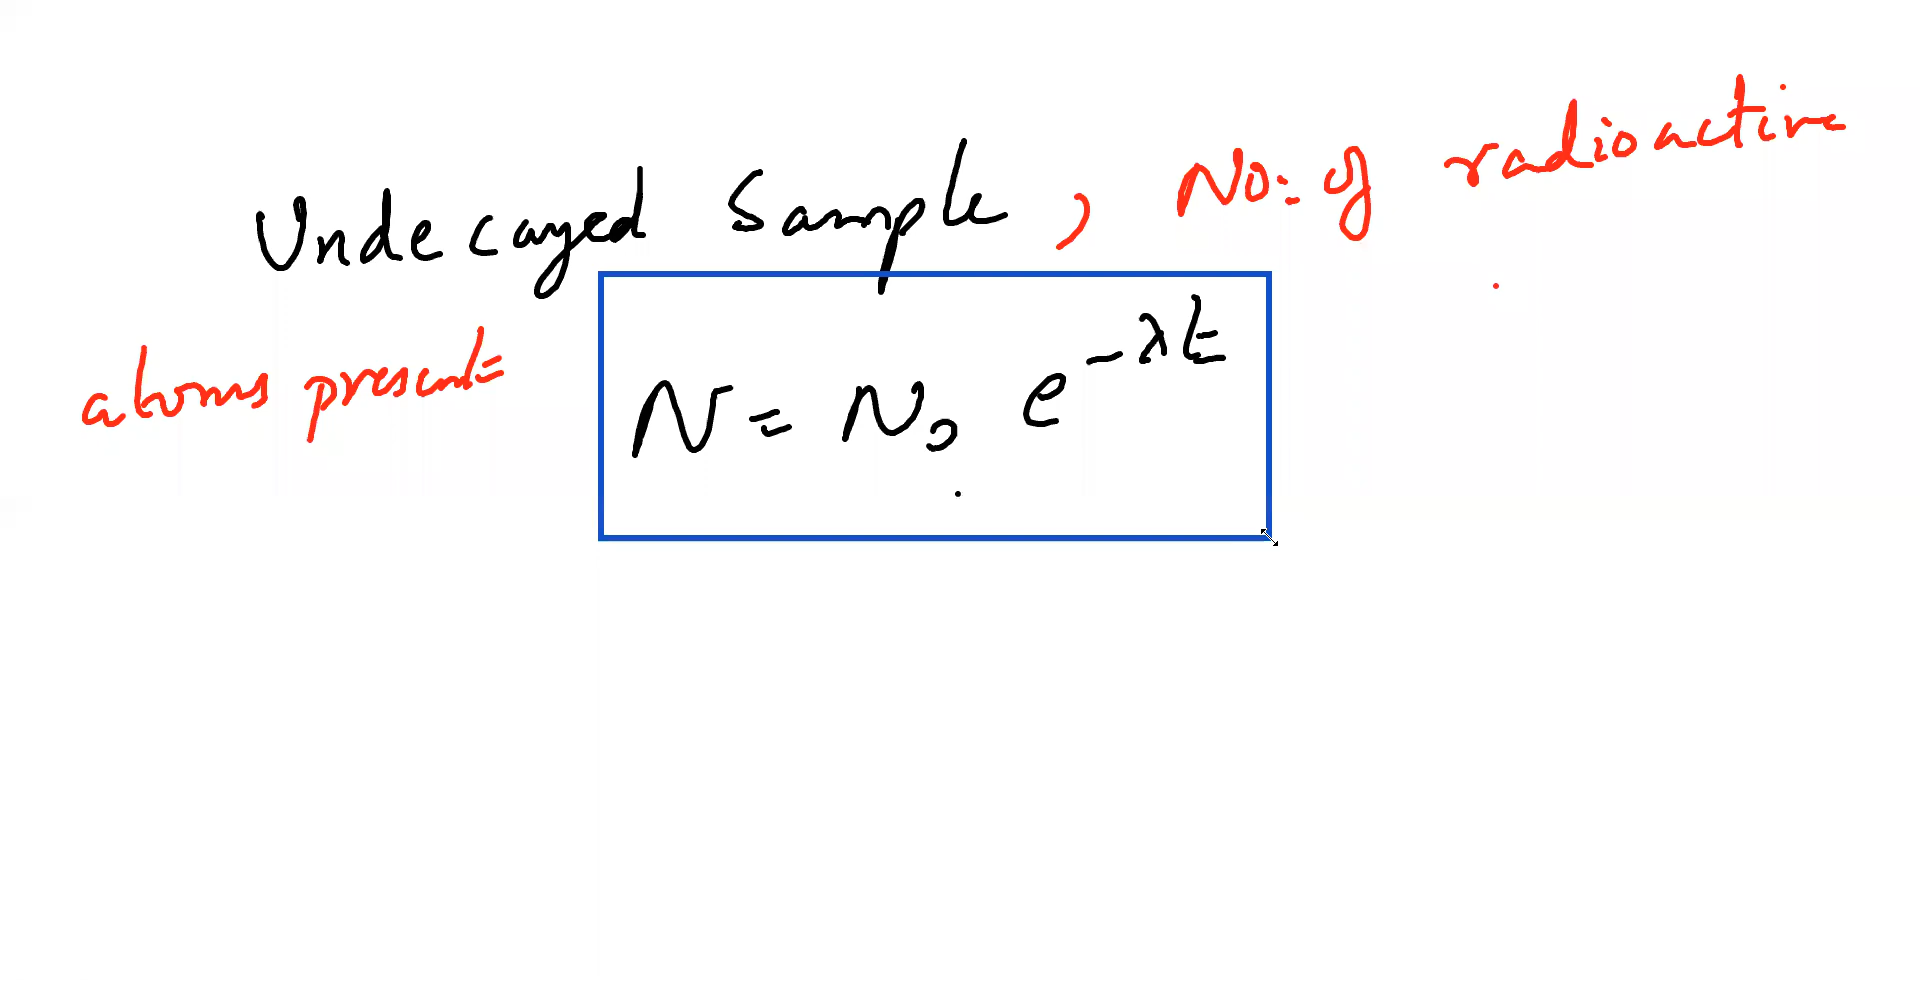 Undecayed Sample, No: of radioactive
atoms present
N = N₀ e^{-λt}